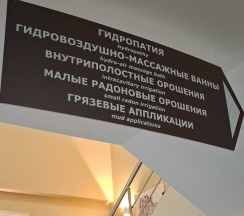 ГИДРОПАТИЯ
hydropathy
ГИДРОВОЗДУШНО-МАССАЖНЫЕ ВАННЫ
hydro-air massage bath
ВНУТРИПОЛОСТНЫЕ ОРОШЕНИЯ
intracavitary irrigation
МАЛЫЕ РАДОНОВЫЕ ОРОШЕНИЯ
small redon irrigation
ГРЯЗЕВЫЕ АППЛИКАЦИИ
mud applications